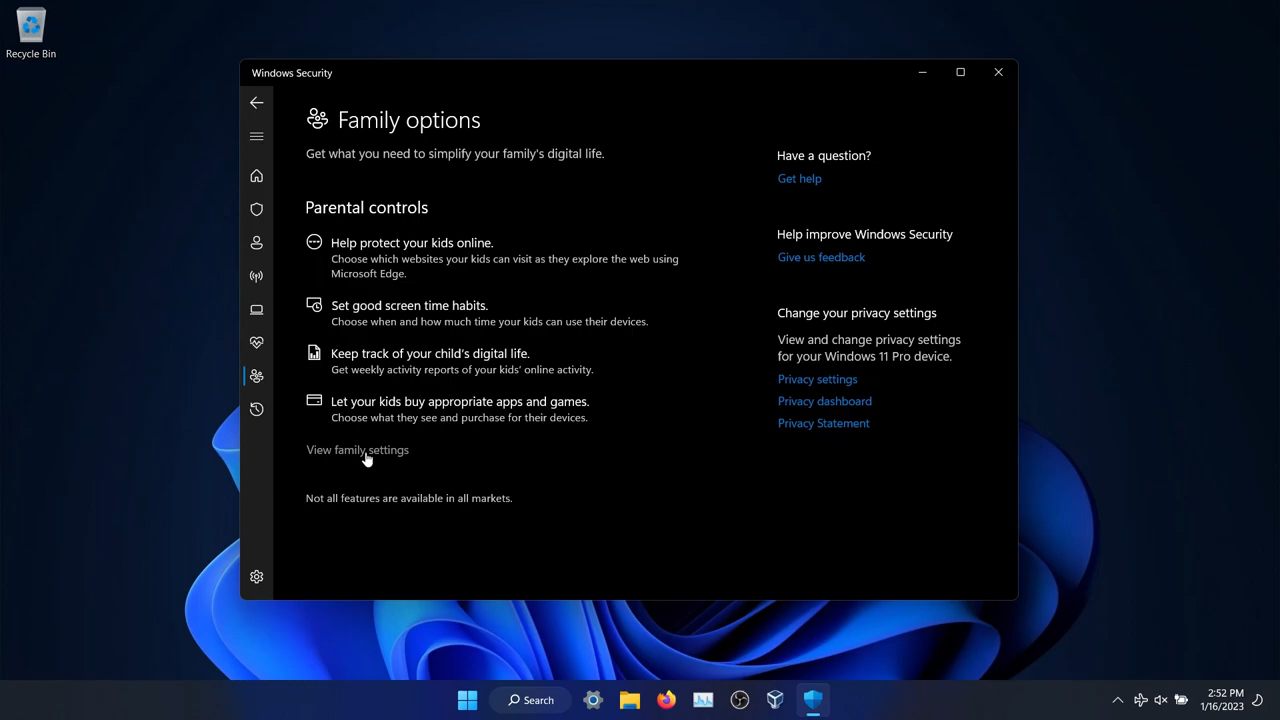 Recycle Bin
Windows Security
Family options
Get what you need to simplify your family's digital life.
Parental controls
Help protect your kids online.
Choose which websites your kids can visit as they explore the web using
Microsoft Edge.
Set good screen time habits.
Choose when and how much time your kids can use their devices.
Keep track of your child's digital life.
Get weekly activity reports of your kids' online activity.
Let your kids buy appropriate apps and games.
Choose what they see and purchase for their devices.
View family settings
Not all features are available in all markets.
Have a question?
Get help
Help improve Windows Security
Give us feedback
Change your privacy settings
View and change privacy settings
for your Windows 11 Pro device.
Privacy settings
Privacy dashboard
Privacy Statement
Search
2:52 PM
1/16/2023